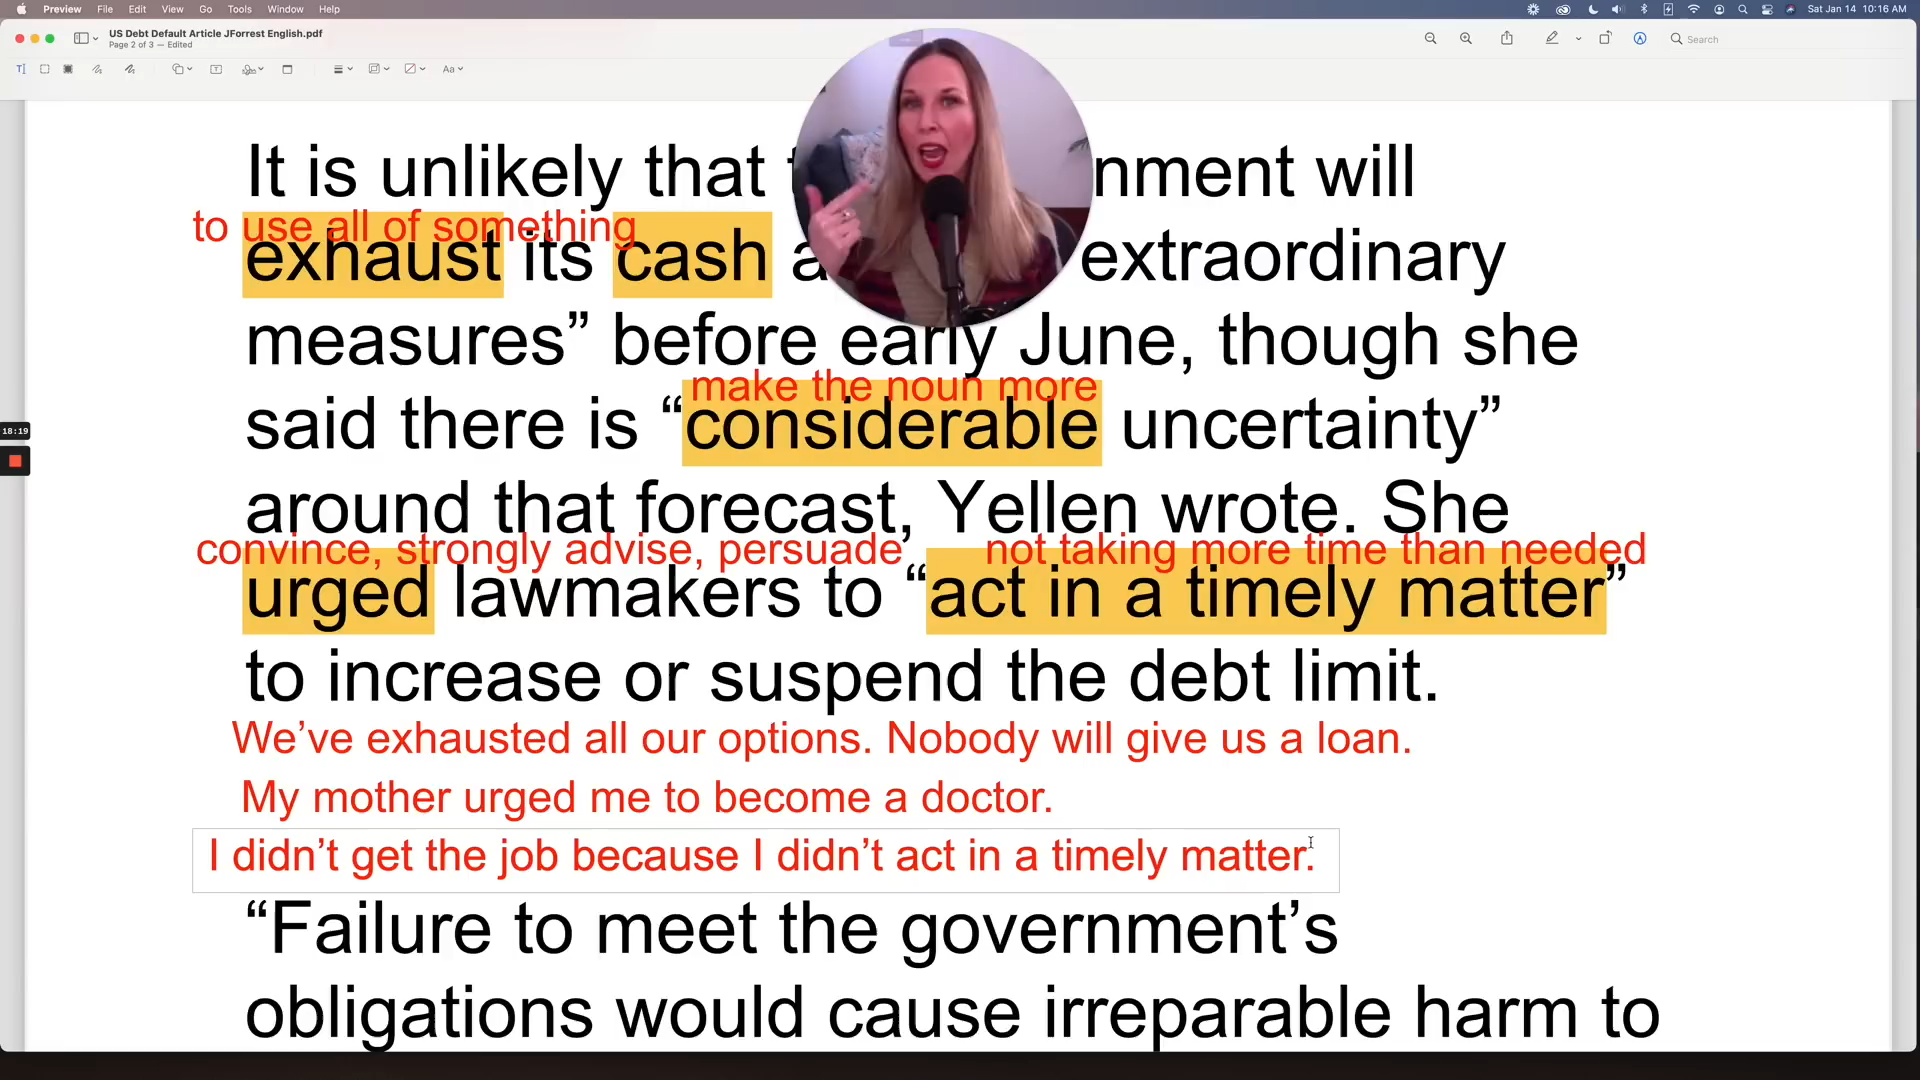 Preview File Edit View Go Tools Window Help
Sat Jan 14 10:16 AM
US Debt Default Article JForrest English.pdf
Page 2 of 3 — Edited
Search
Aa
It is unlikely that nment will
to use all of something
exhaust its cash a extraordinary
measures” before early June, though she
make the noun more
said there is “considerable uncertainty”
around that forecast, Yellen wrote. She
convince, strongly advise, persuade not taking more time than needed
urged lawmakers to “act in a timely matter”
to increase or suspend the debt limit.
We’ve exhausted all our options. Nobody will give us a loan.
My mother urged me to become a doctor.
I didn’t get the job because I didn’t act in a timely matter.
“Failure to meet the government’s
obligations would cause irreparable harm to
18:19